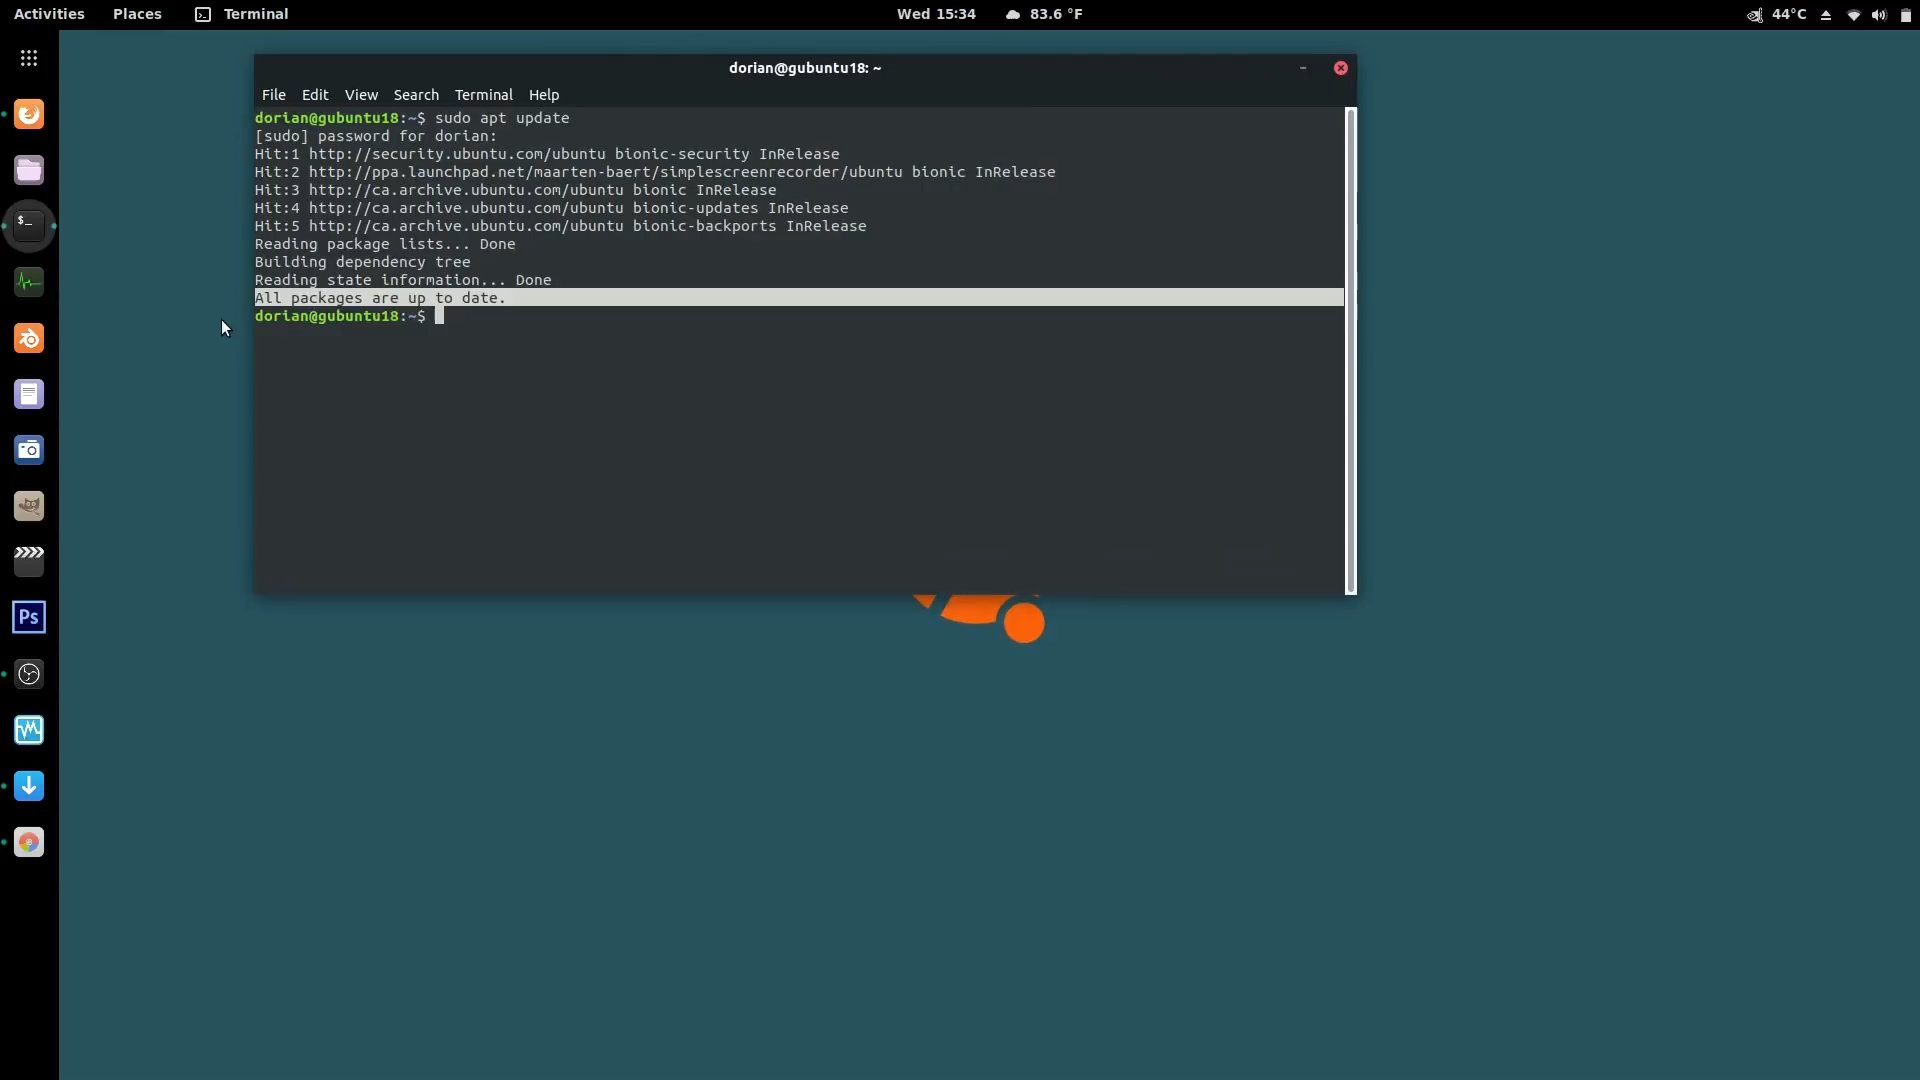 Activities Places Terminal Wed 15:34 83.6 °F 44°C
dorian@gubuntu18: ~
File Edit View Search Terminal Help
dorian@gubuntu18:~$ sudo apt update
[sudo] password for dorian:
Hit:1 http://security.ubuntu.com/ubuntu bionic-security InRelease
Hit:2 http://ppa.launchpad.net/maarten-baert/simplescreenrecorder/ubuntu bionic InRelease
Hit:3 http://ca.archive.ubuntu.com/ubuntu bionic InRelease
Hit:4 http://ca.archive.ubuntu.com/ubuntu bionic-updates InRelease
Hit:5 http://ca.archive.ubuntu.com/ubuntu bionic-backports InRelease
Reading package lists... Done
Building dependency tree
Reading state information... Done
All packages are up to date.
dorian@gubuntu18:~$
$_
Ps